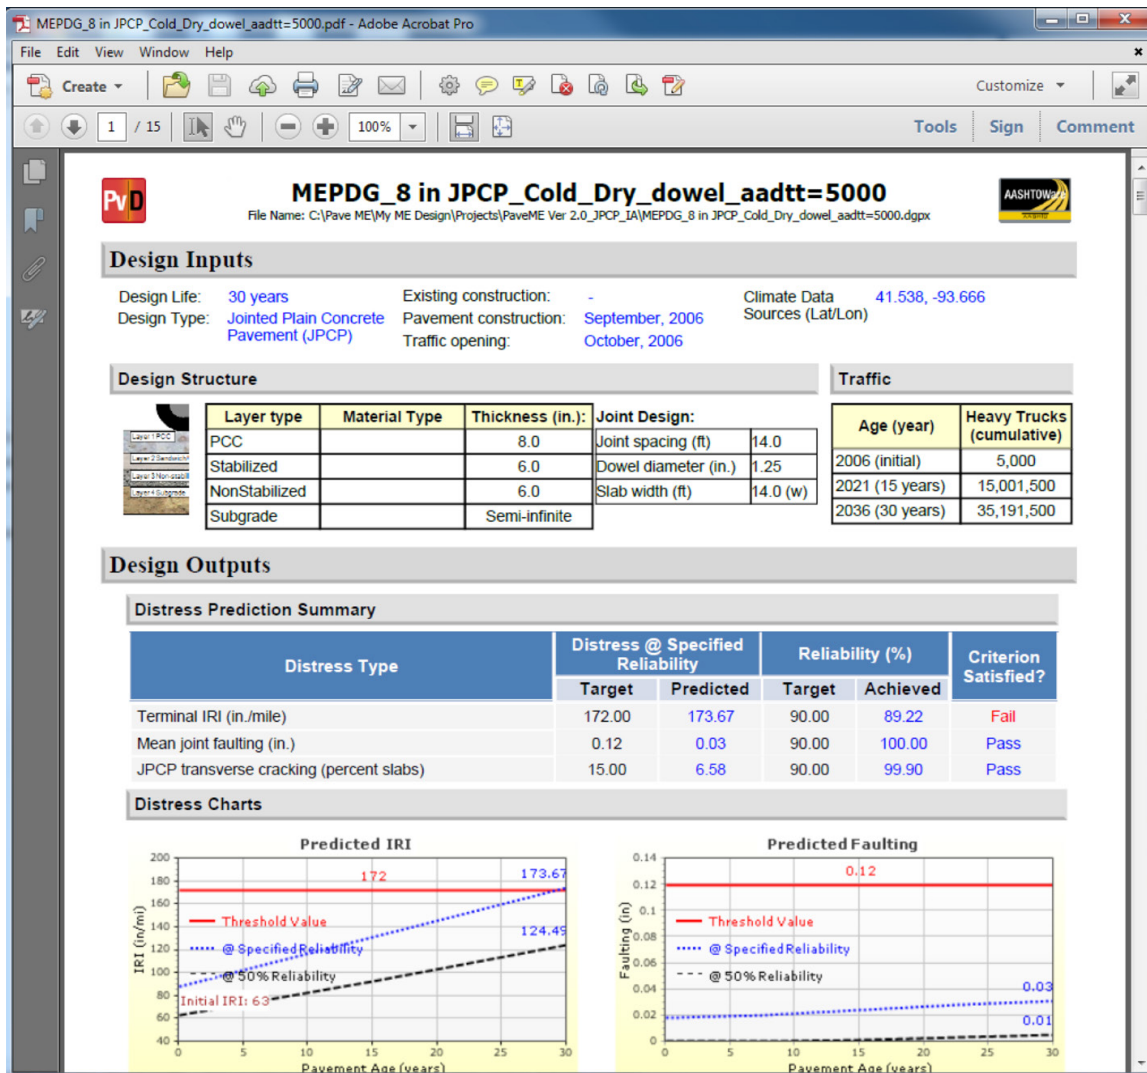 MEPDG_8 in JPCP_Cold_Dry_dowel_aadtt=5000.pdf - Adobe Acrobat Pro
File Edit View Window Help
Create Customize
1 / 15 100% Tools Sign Comment
PvD
MEPDG_8 in JPCP_Cold_Dry_dowel_aadtt=5000
File Name: C:\Pave ME\My ME Design\Projects\PaveME Ver 2.0_JPCP_IA\MEPDG_8 in JPCP_Cold_Dry_dowel_aadtt=5000.dgpx
AASHTOWare
Design Inputs
Design Life: 30 years Existing construction: - Climate Data 41.538, -93.666
Design Type: Jointed Plain Concrete Pavement construction: September, 2006 Sources (Lat/Lon)
Pavement (JPCP) Traffic opening: October, 2006
Design Structure Traffic
Layer type Material Type Thickness (in.): Joint Design: Age (year) Heavy Trucks
(cumulative)
Layer 1 PCC PCC 8.0 Joint spacing (ft) 14.0 2006 (initial) 5,000
Stabilized 6.0 Dowel diameter (in.) 1.25 2021 (15 years) 15,001,500
NonStabilized 6.0 Slab width (ft) 14.0 (w) 2036 (30 years) 35,191,500
Layer 4 Subgrade Subgrade Semi-infinite
Design Outputs
Distress Prediction Summary
Distress Type Distress @ Specified Reliability Reliability (%) Criterion Satisfied?
Target Predicted Target Achieved
Terminal IRI (in./mile) 172.00 173.67 90.00 89.22 Fail
Mean joint faulting (in.) 0.12 0.03 90.00 100.00 Pass
JPCP transverse cracking (percent slabs) 15.00 6.58 90.00 99.90 Pass
Distress Charts
Predicted IRI
200
180
160
140
120
100
80
60
40
IRI (in/mi)
172
173.67
Threshold Value
@ Specified Reliability
124.49
@ 50% Reliability
Initial IRI: 63
0 5 10 15 20 25 30
Pavement Age (years)
Predicted Faulting
0.14
0.12
0.1
0.08
0.06
0.04
0.02
0
Faulting (in)
0.12
Threshold Value
@ Specified Reliability
@ 50% Reliability
0.03
0.01
0 5 10 15 20 25 30
Pavement Age (years)